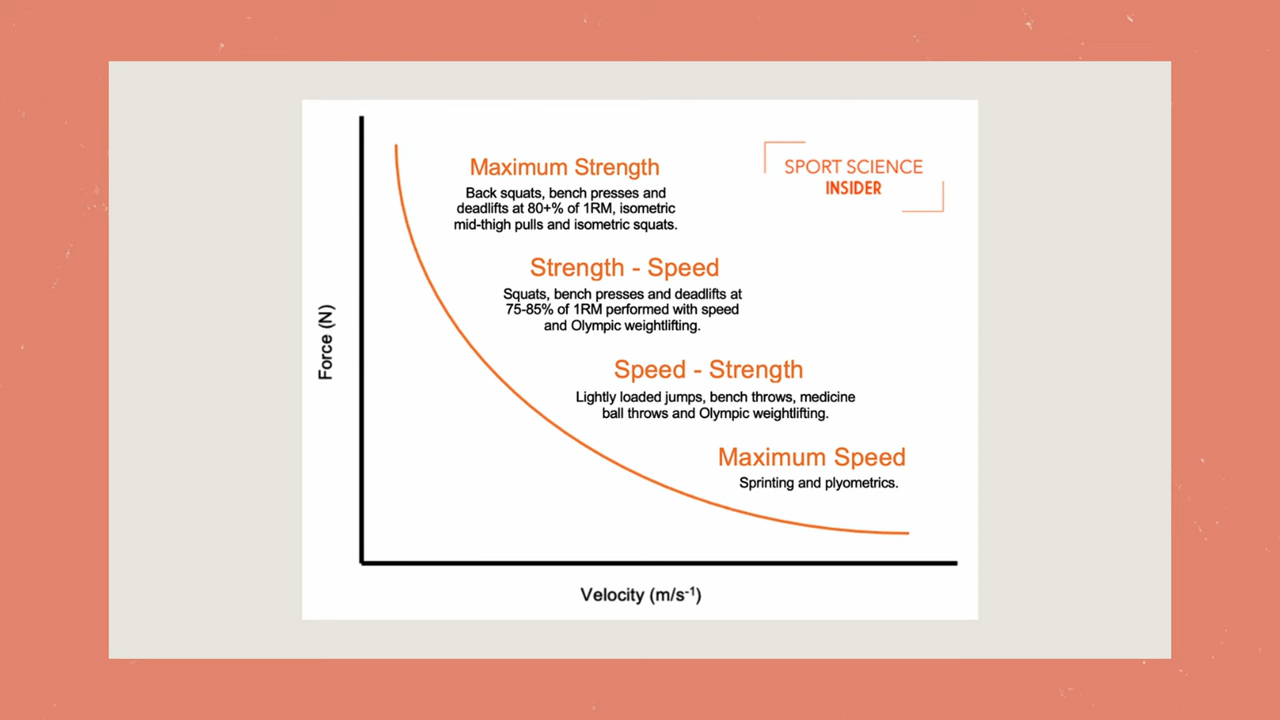 Maximum Strength
Back squats, bench presses and
deadlifts at 80+% of 1RM, isometric
mid-thigh pulls and isometric squats.
SPORT SCIENCE
INSIDER
Strength - Speed
Squats, bench presses and deadlifts at
75-85% of 1RM performed with speed
and Olympic weightlifting.
Speed - Strength
Lightly loaded jumps, bench throws, medicine
ball throws and Olympic weightlifting.
Maximum Speed
Sprinting and plyometrics.
Force (N)
Velocity (m/s⁻¹)